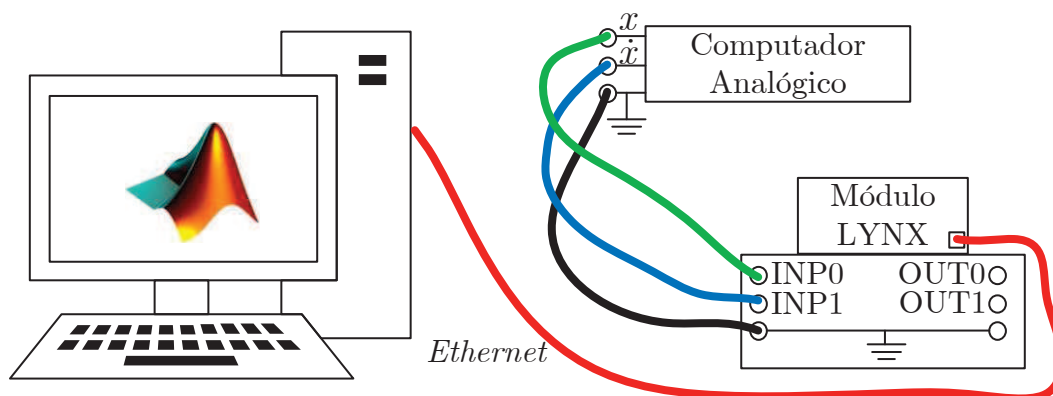 x
ẋ
Computador
Analógico
Módulo
LYNX
INP0
OUT0
INP1
OUT1
Ethernet